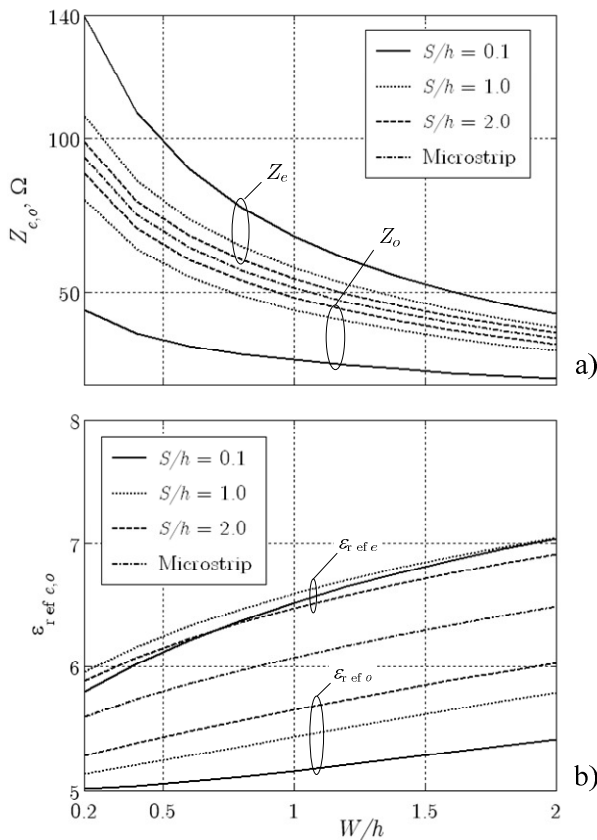 140
100
50
Z_{e,o}, Ω
S/h = 0.1
S/h = 1.0
S/h = 2.0
Microstrip
Z_e
Z_o
a)
8
7
6
5
ε_{r ef e,o}
S/h = 0.1
S/h = 1.0
S/h = 2.0
Microstrip
ε_{r ef e}
ε_{r ef o}
b)
0.2
0.5
1
1.5
2
W/h